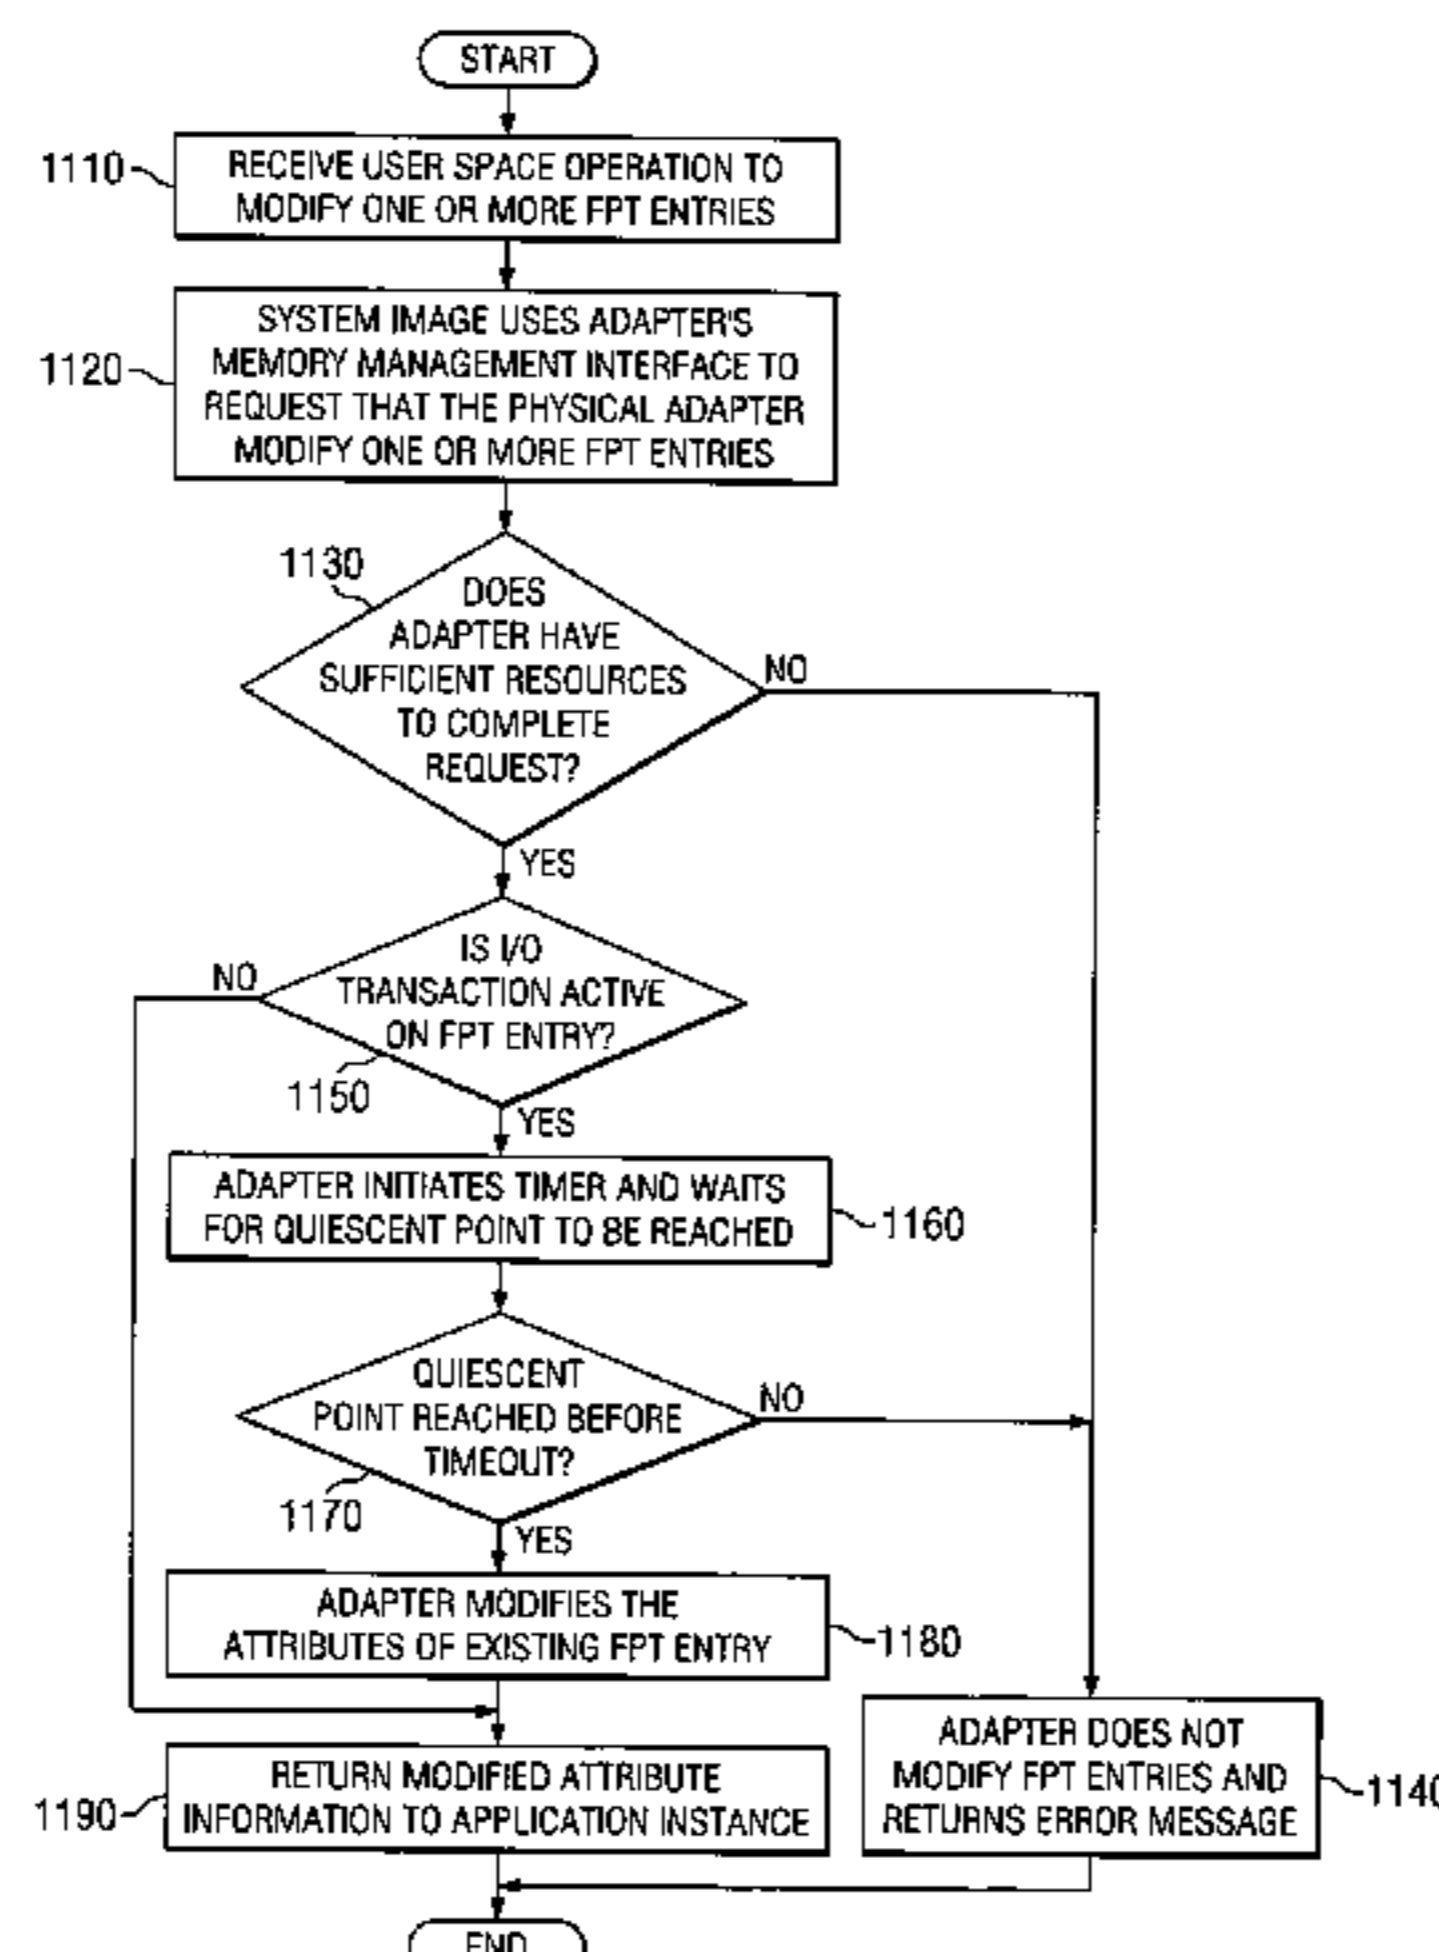 START
1110
RECEIVE USER SPACE OPERATION TO
MODIFY ONE OR MORE FPT ENTRIES
1120
SYSTEM IMAGE USES ADAPTER'S
MEMORY MANAGEMENT INTERFACE TO
REQUEST THAT THE PHYSICAL ADAPTER
MODIFY ONE OR MORE FPT ENTRIES
1130
DOES
ADAPTER HAVE
SUFFICIENT RESOURCES
TO COMPLETE
REQUEST?
NO
YES
IS I/O
TRANSACTION ACTIVE
ON FPT ENTRY?
NO
1150
YES
ADAPTER INITIATES TIMER AND WAITS
FOR QUIESCENT POINT TO BE REACHED
1160
QUIESCENT
POINT REACHED BEFORE
TIMEOUT?
NO
1170
YES
ADAPTER MODIFIES THE
ATTRIBUTES OF EXISTING FPT ENTRY
1180
RETURN MODIFIED ATTRIBUTE
INFORMATION TO APPLICATION INSTANCE
1190
ADAPTER DOES NOT
MODIFY FPT ENTRIES AND
RETURNS ERROR MESSAGE
1140
END